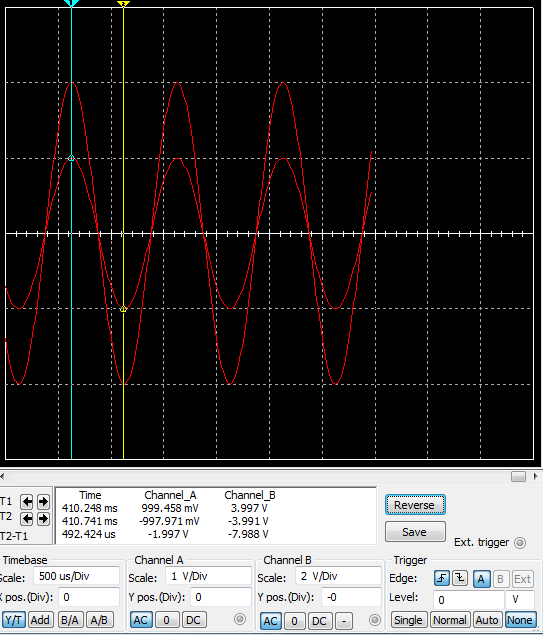 1 2
Time Channel_A Channel_B
T1 410.248 ms 999.458 mV 3.997 V
T2 410.741 ms -997.971 mV -3.991 V
T2-T1 492.424 us -1.997 V -7.988 V
Reverse
Save
Ext. trigger
Timebase Channel A Channel B Trigger
Scale: 500 us/Div Scale: 1 V/Div Scale: 2 V/Div Edge: A B Ext
X pos.(Div): 0 Y pos.(Div): 0 Y pos.(Div): -0 Level: 0 V
Y/T Add B/A A/B AC 0 DC AC 0 DC - Single Normal Auto None